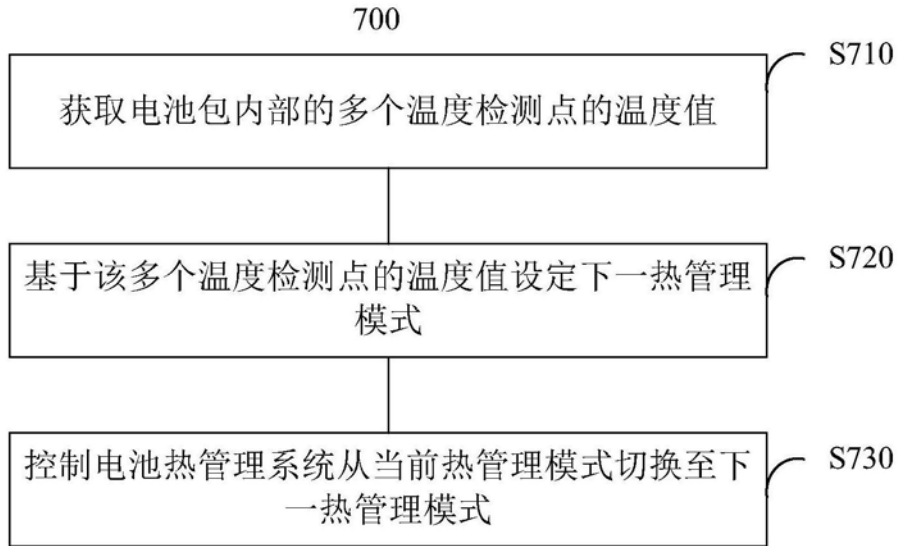 700
S710
获取电池包内部的多个温度检测点的温度值
S720
基于该多个温度检测点的温度值设定下一热管理
模式
S730
控制电池热管理系统从当前热管理模式切换至下
一热管理模式